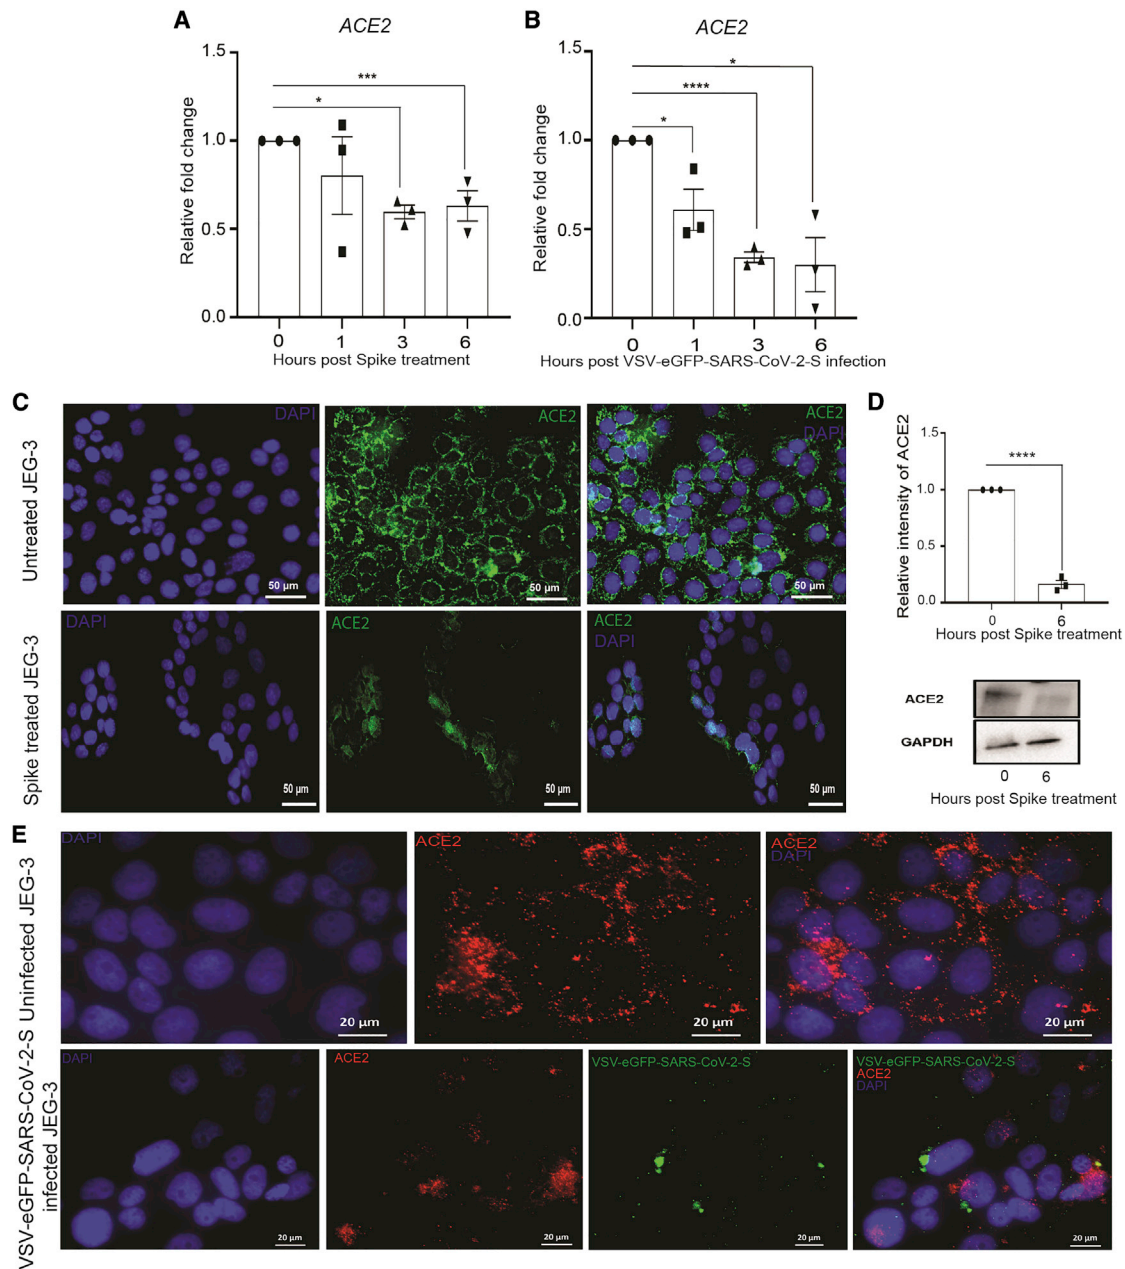 A
ACE2
Relative fold change
1.5
1.0
0.5
0.0
***
*
0 1 3 6
Hours post Spike treatment
B
ACE2
Relative fold change
1.5
1.0
0.5
0.0
*
****
*
0 1 3 6
Hours post VSV-eGFP-SARS-CoV-2-S infection
C
Untreated JEG-3
DAPI
50 µm
ACE2
50 µm
ACE2
DAPI
50 µm
Spike treated JEG-3
DAPI
50 µm
ACE2
50 µm
ACE2
DAPI
50 µm
D
Relative intensity of ACE2
1.5
1.0
0.5
0.0
****
0 6
Hours post Spike treatment
ACE2
GAPDH
0 6
Hours post Spike treatment
E
Uninfected JEG-3
DAPI
20 µm
ACE2
20 µm
ACE2
DAPI
20 µm
VSV-eGFP-SARS-CoV-2-S
infected JEG-3
DAPI
20 µm
ACE2
20 µm
VSV-eGFP-SARS-CoV-2-S
20 µm
VSV-eGFP-SARS-CoV-2-S
ACE2
DAPI
20 µm